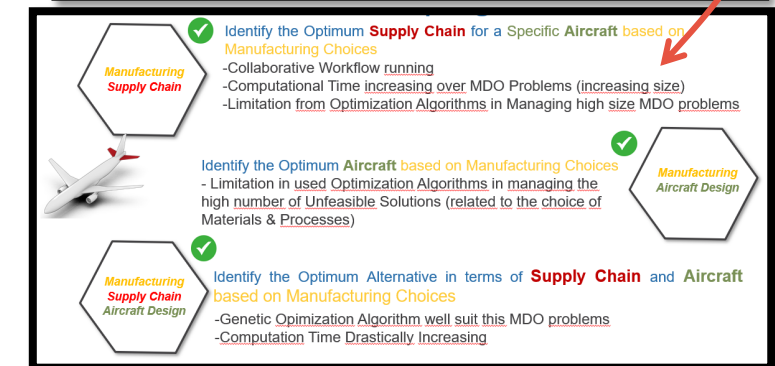 Identify the Optimum Supply Chain for a Specific Aircraft based on
Manufacturing Choices
-Collaborative Workflow running
-Computational Time increasing over MDO Problems (increasing size)
-Limitation from Optimization Algorithms in Managing high size MDO problems
Manufacturing
Supply Chain
Identify the Optimum Aircraft based on Manufacturing Choices
- Limitation in used Optimization Algorithms in managing the
high number of Unfeasible Solutions (related to the choice of
Materials & Processes)
Manufacturing
Aircraft Design
Manufacturing
Supply Chain
Aircraft Design
Identify the Optimum Alternative in terms of Supply Chain and Aircraft
based on Manufacturing Choices
-Genetic Opimization Algorithm well suit this MDO problems
-Computation Time Drastically Increasing